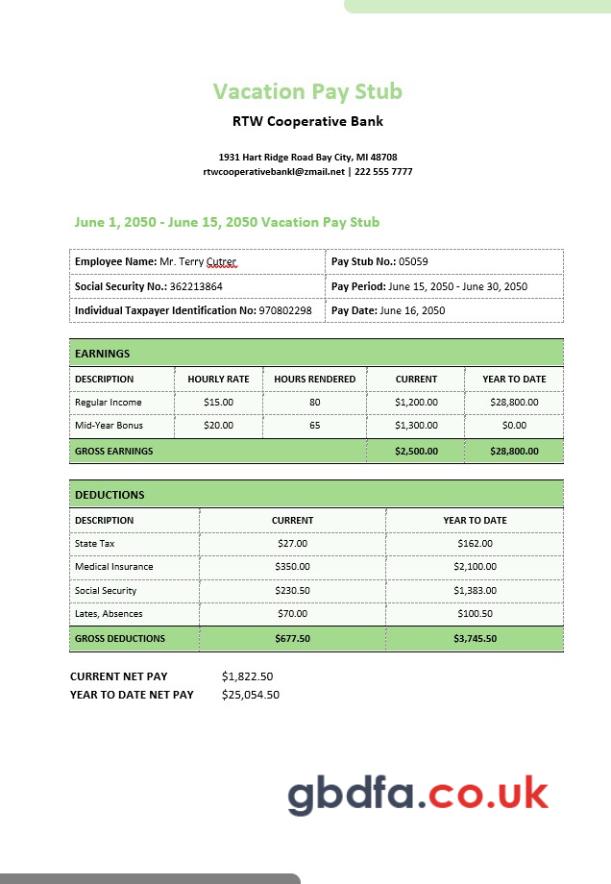 Vacation Pay Stub
RTW Cooperative Bank
1931 Hart Ridge Road Bay City, MI 48708
rtwcooperativebankl@zmail.net | 222 555 7777
June 1, 2050 - June 15, 2050 Vacation Pay Stub
Employee Name: Mr. Terry Cutrer Pay Stub No.: 05059
Social Security No.: 362213864 Pay Period: June 15, 2050 - June 30, 2050
Individual Taxpayer Identification No: 970802298 Pay Date: June 16, 2050
EARNINGS
DESCRIPTION HOURLY RATE HOURS RENDERED CURRENT YEAR TO DATE
Regular Income $15.00 80 $1,200.00 $28,800.00
Mid-Year Bonus $20.00 65 $1,300.00 $0.00
GROSS EARNINGS $2,500.00 $28,800.00
DEDUCTIONS
DESCRIPTION CURRENT YEAR TO DATE
State Tax $27.00 $162.00
Medical Insurance $350.00 $2,100.00
Social Security $230.50 $1,383.00
Lates, Absences $70.00 $100.50
GROSS DEDUCTIONS $677.50 $3,745.50
CURRENT NET PAY $1,822.50
YEAR TO DATE NET PAY $25,054.50
gbdfa.co.uk